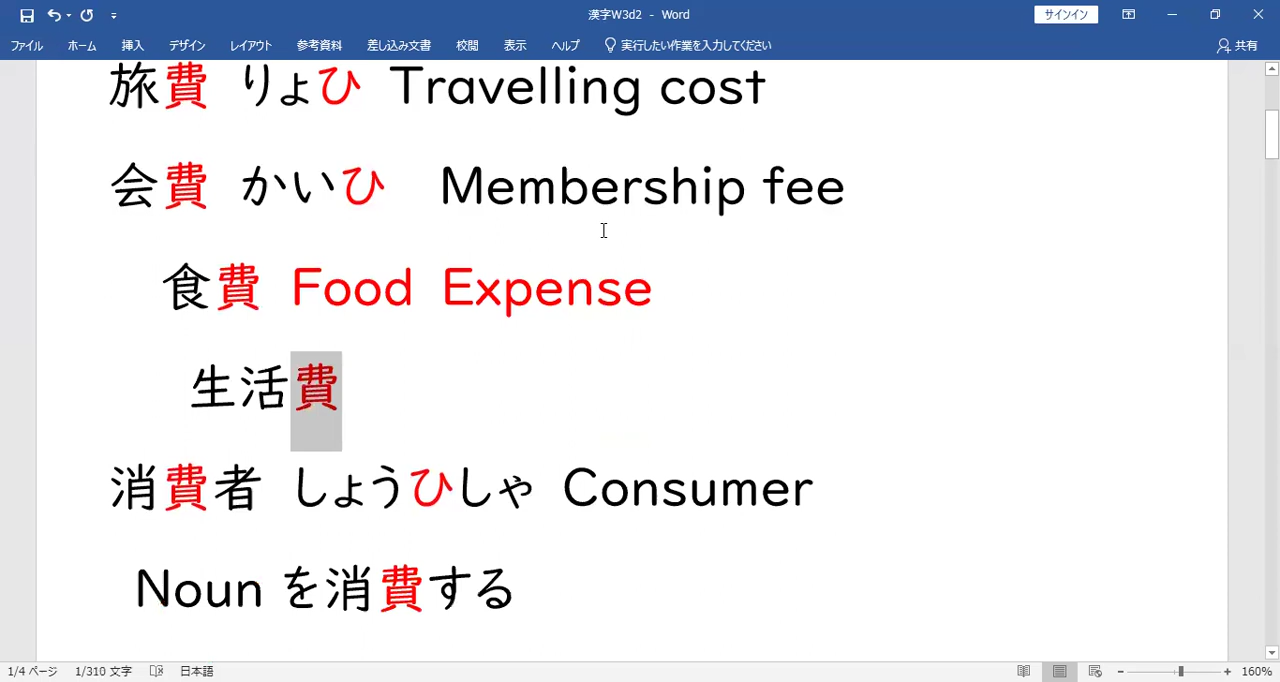 漢字W3d2 - Word
サインイン
ファイル ホーム 挿入 デザイン レイアウト 参考資料 差し込み文書 校閲 表示 ヘルプ 実行したい作業を入力してください 共有
旅費 りょひ Travelling cost
会費 かいひ Membership fee
食費 Food Expense
生活費
消費者 しょうひしゃ Consumer
Noun を消費する
1/4 ページ 1/310 文字 日本語 160%